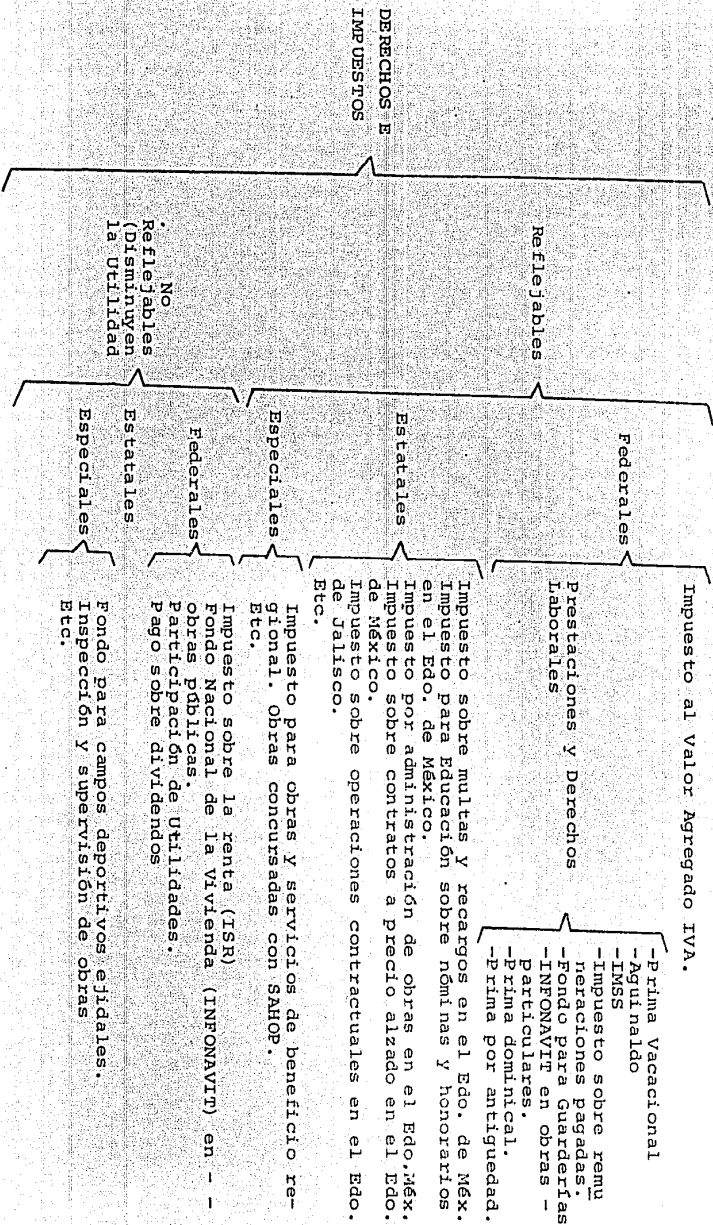 DERECHOS E
IMPUESTOS
Reflejables
Federales
Impuesto al Valor Agregado IVA.
Prestaciones y Derechos
Laborales
-Prima Vacacional
-Aguinaldo
-IMSS
-Impuesto sobre remu
neraciones pagadas.
-Fondo para Guarderías
-INFONAVIT en obras -
particulares.
-Prima dominical.
-Prima por antiguedad.
Estatales
Impuesto sobre multas y recargos en el Edo. de Méx.
Impuesto para Educación sobre nóminas y honorarios
en el Edo. de México.
Impuesto por administración de obras en el Edo.Méx.
Impuesto sobre contratos a precio alzado en el Edo.
de México.
Impuesto sobre operaciones contractuales en el Edo.
de Jalisco.
Etc.
Especiales
Impuesto para obras y servicios de beneficio re-
gional. Obras concursadas con SAHOP.
Etc.
No
Reflejables
(Disminuyen
la Utilidad
Federales
Impuesto sobre la renta (ISR)
Fondo Nacional de la Vivienda (INFONAVIT) en - -
obras públicas.
Participación de Utilidades.
Pago sobre dividendos
Estatales
Especiales
Fondo para campos deportivos ejidales.
Inspección y supervisión de obras
Etc.